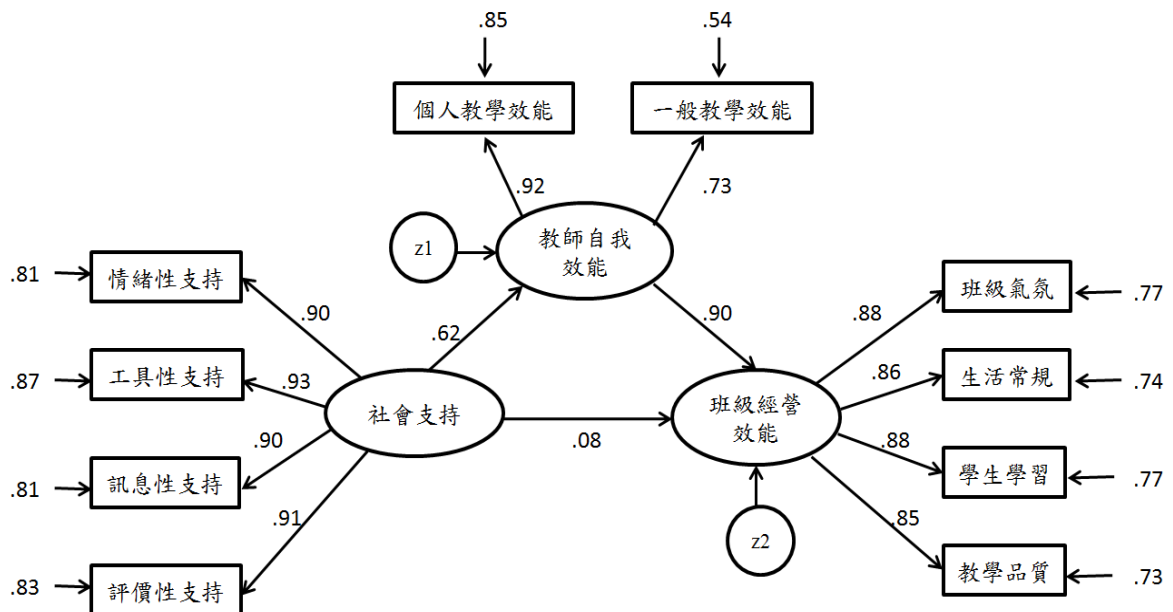 .85
.54
個人教學效能
一般教學效能
.92
.73
z1
教師自我
效能
.81
情緒性支持
.90
.62
.90
.88
班級氣氛
.77
.87
工具性支持
.93
社會支持
.08
班級經營
效能
.86
生活常規
.74
.81
訊息性支持
.90
.88
學生學習
.77
.83
評價性支持
.91
z2
.85
教學品質
.73